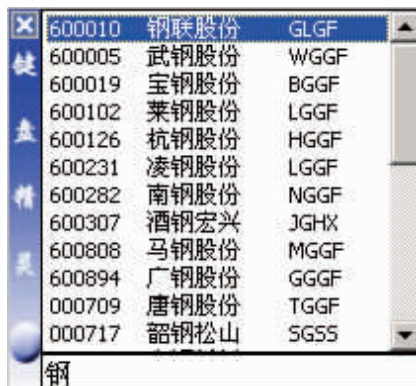 键盘精灵
600010 钢联股份 GLGF
600005 武钢股份 WGGF
600019 宝钢股份 BGGF
600102 莱钢股份 LGGF
600126 杭钢股份 HGGF
600231 凌钢股份 LGGF
600282 南钢股份 NGGF
600307 酒钢宏兴 JGHX
600808 马钢股份 MGGF
600894 广钢股份 GGGF
000709 唐钢股份 TGGF
000717 韶钢松山 SGSS
钢